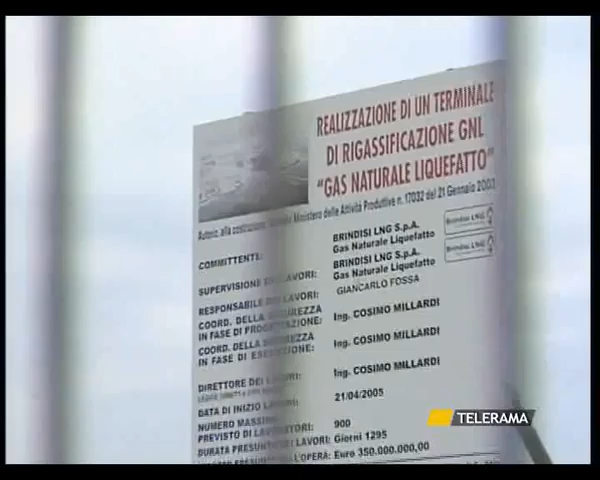 REALIZZAZIONE DI UN TERMINALE
DI RIGASSIFICAZIONE GNL
"GAS NATURALE LIQUEFATTO"
Autoriz. alla costruzione Ministero delle Attività Produttive n. 17032 del 21 Gennaio 2003
COMMITTENTE: BRINDISI LNG S.p.A.
Gas Naturale Liquefatto
Brindisi LNG
SUPERVISIONE LAVORI: BRINDISI LNG S.p.A.
Gas Naturale Liquefatto
Brindisi LNG
RESPONSABILE DEI LAVORI: GIANCARLO FOSSA
COORD. DELLA SICUREZZA
IN FASE DI PROGETTAZIONE: Ing. COSIMO MILLARDI
COORD. DELLA SICUREZZA
IN FASE DI ESECUZIONE: Ing. COSIMO MILLARDI
DIRETTORE DEI LAVORI: Ing. COSIMO MILLARDI
DATA DI INIZIO LAVORI: 21/04/2005
NUMERO MASSIMO
PREVISTO DI LAVORATORI: 900
DURATA PRESUNTA DEI LAVORI: Giorni 1295
L'OPERA: Euro 350.000.000,00
TELERAMA